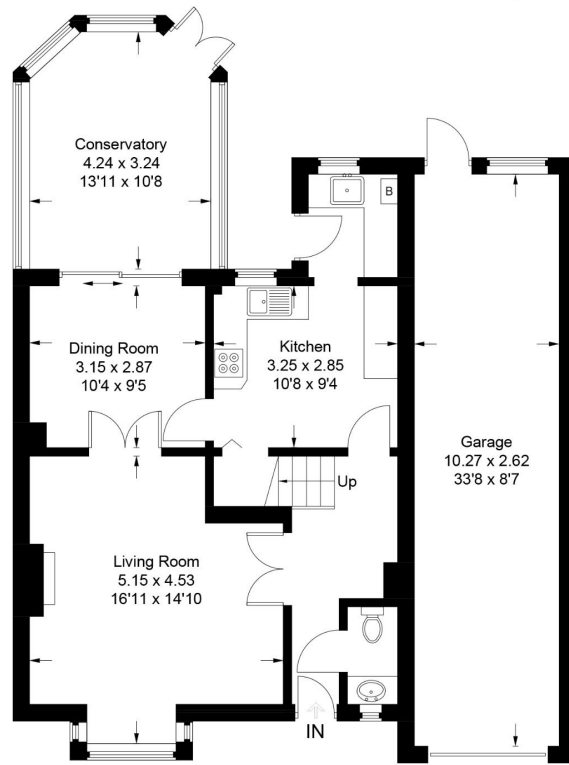 Conservatory
4.24 x 3.24
13'11 x 10'8
B
Dining Room
3.15 x 2.87
10'4 x 9'5
Kitchen
3.25 x 2.85
10'8 x 9'4
Garage
10.27 x 2.62
33'8 x 8'7
Up
Living Room
5.15 x 4.53
16'11 x 14'10
IN